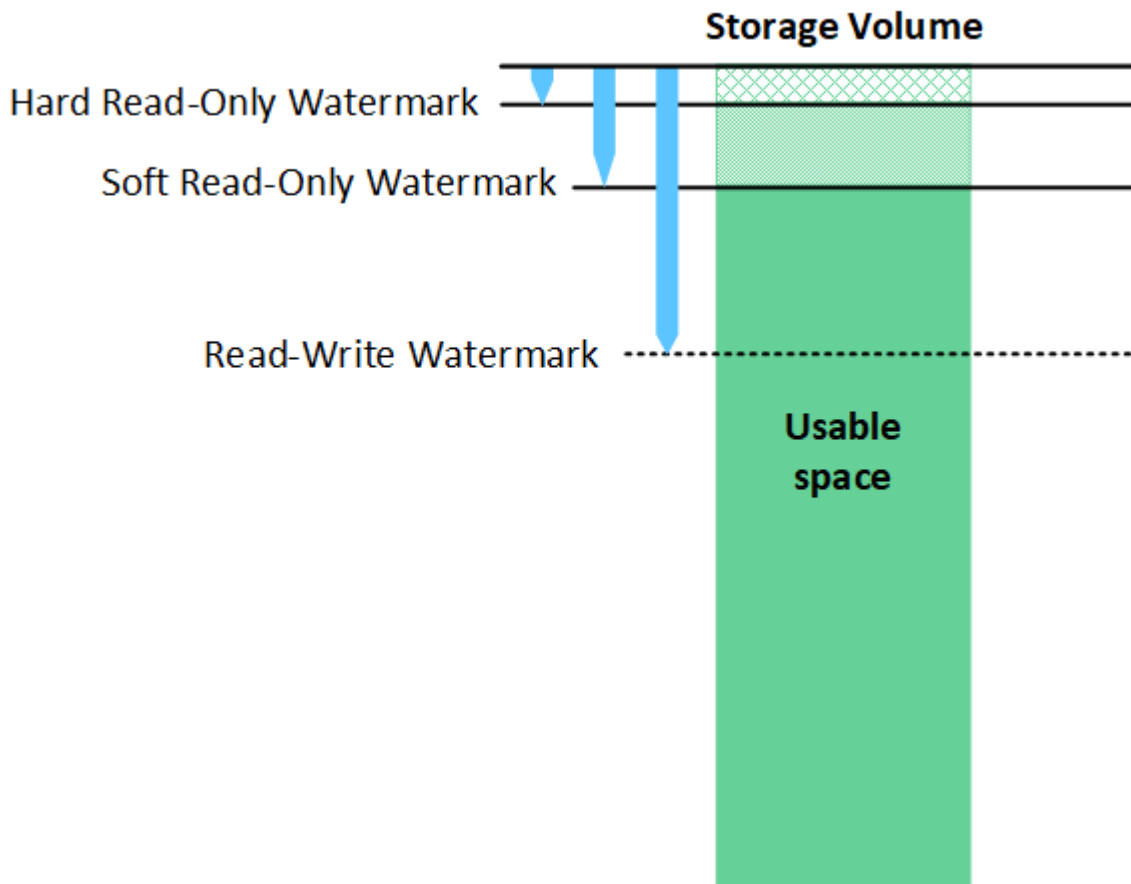 Storage Volume
Hard Read-Only Watermark
Soft Read-Only Watermark
Read-Write Watermark
Usable
space